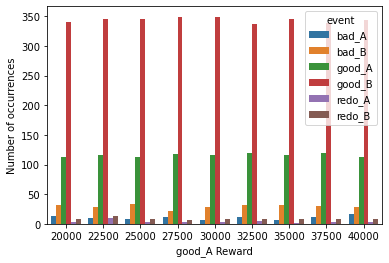 event
bad_A
bad_B
good_A
good_B
redo_A
redo_B
350
300
250
200
150
100
50
0
Number of occurrences
20000 22500 25000 27500 30000 32500 35000 37500 40000
good_A Reward